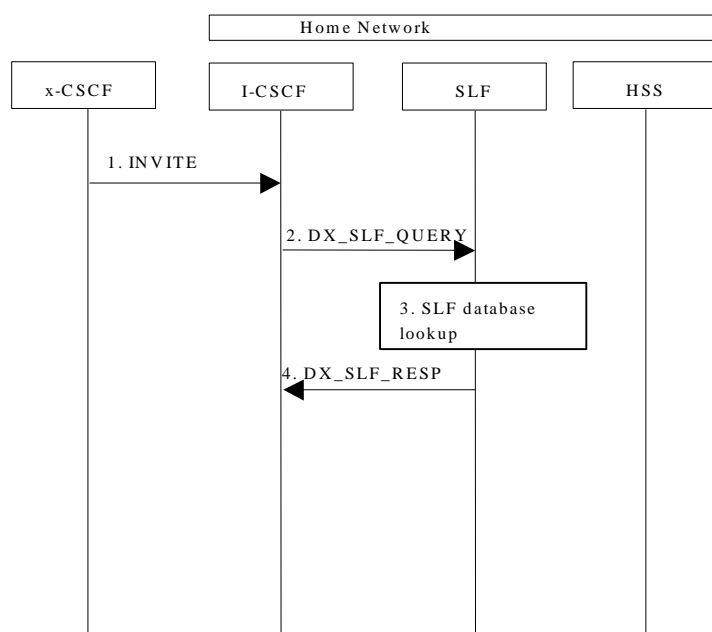 Home Network
x-CSCF
I-CSCF
SLF
HSS
1. INVITE
2. DX_SLF_QUERY
3. SLF database
lookup
4. DX_SLF_RESP